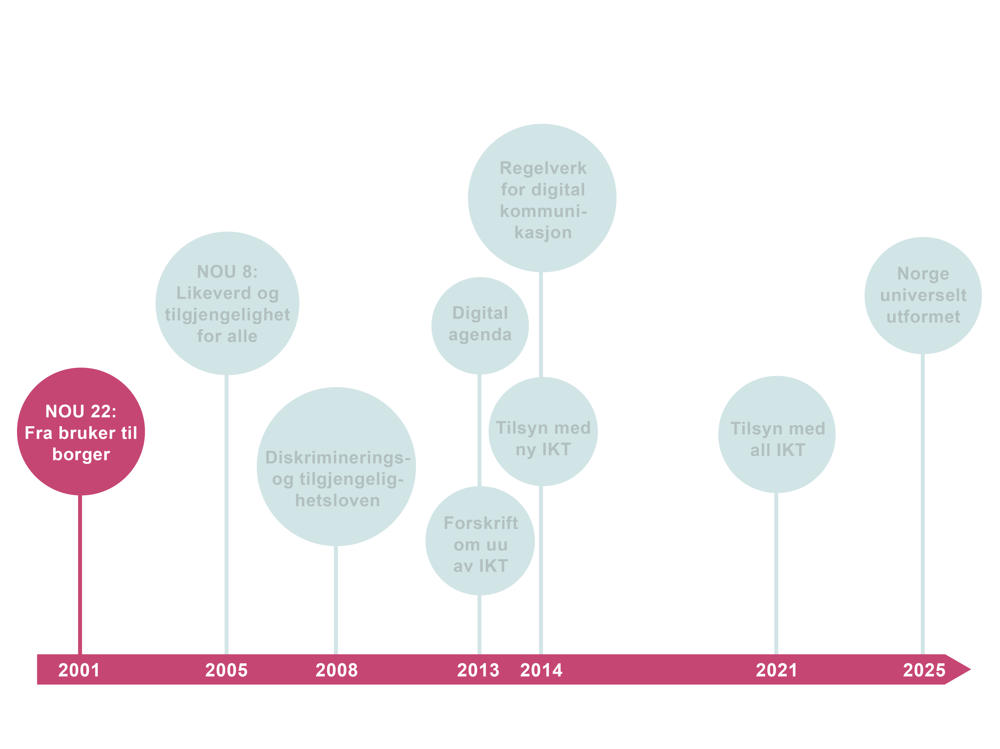 NOU 22:
Fra bruker til
borger
NOU 8:
Likeverd og
tilgjengelighet
for alle
Diskriminerings-
og tilgjengelig-
hetsloven
Digital
agenda
Forskrift
om uu
av IKT
Regelverk
for digital
kommuni-
kasjon
Tilsyn med
ny IKT
Tilsyn med
all IKT
Norge
universelt
utformet
2001
2005
2008
2013
2014
2021
2025